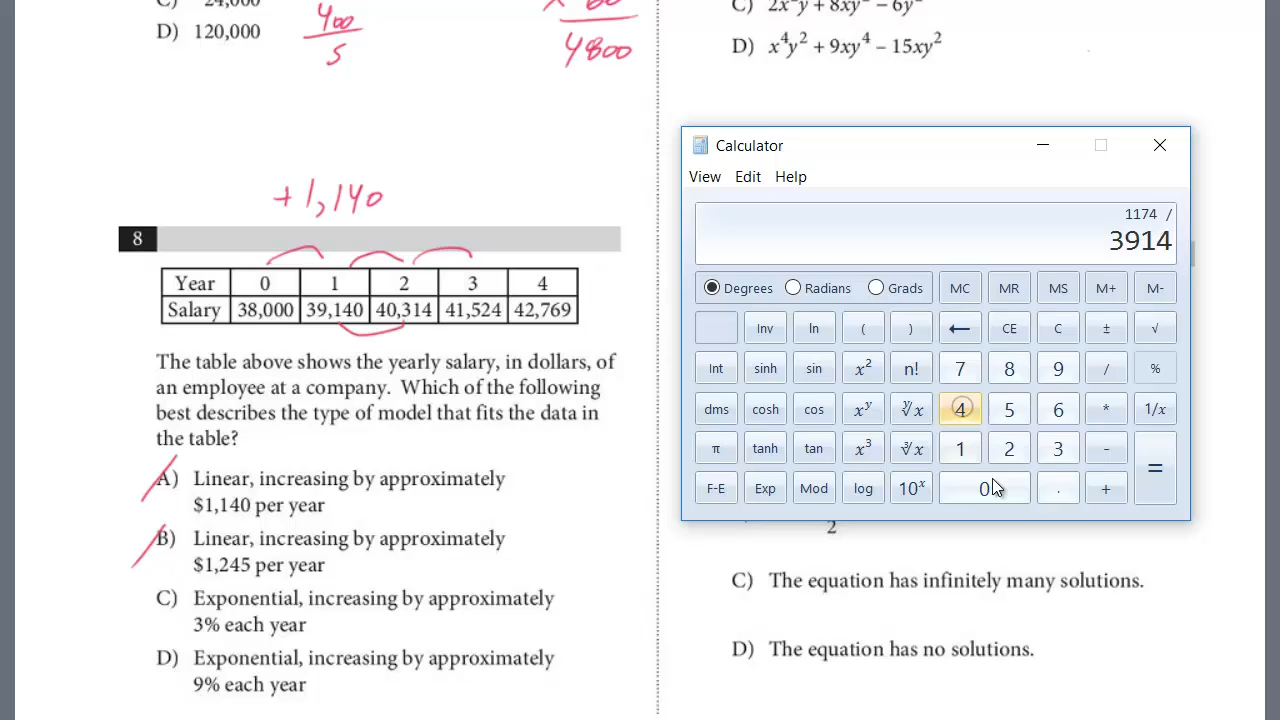 C) 24,000
D) 120,000
400
5
4800
+1,140
8
Year 0 1 2 3 4
Salary 38,000 39,140 40,314 41,524 42,769
The table above shows the yearly salary, in dollars, of
an employee at a company. Which of the following
best describes the type of model that fits the data in
the table?
A) Linear, increasing by approximately
$1,140 per year
B) Linear, increasing by approximately
$1,245 per year
C) Exponential, increasing by approximately
3% each year
D) Exponential, increasing by approximately
9% each year
D) x⁴y² + 9xy⁴ − 15xy²
Calculator
View Edit Help
1174 /
3914
Degrees Radians Grads MC MR MS M+ M-
Inv ln ( ) ← CE C ± √
Int sinh sin x² n! 7 8 9 / %
dms cosh cos xʸ ʸ√x 4 5 6 * 1/x
π tanh tan x³ ³√x 1 2 3 - =
F-E Exp Mod log 10ˣ 0 . +
2
C) The equation has infinitely many solutions.
D) The equation has no solutions.